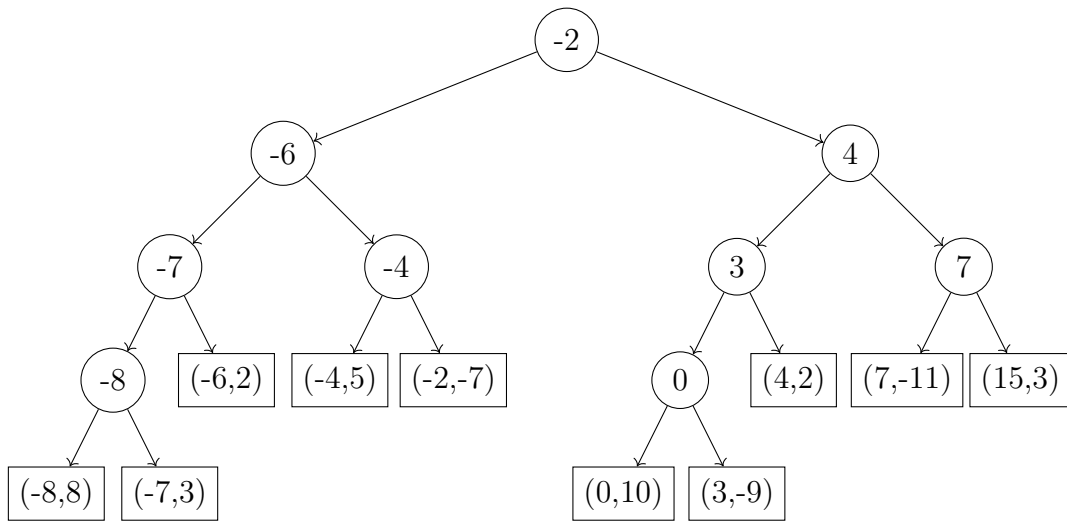 -2
-6 4
-7 -4 3 7
-8 (-6,2) (-4,5) (-2,-7) 0 (4,2) (7,-11) (15,3)
(-8,8) (-7,3) (0,10) (3,-9)